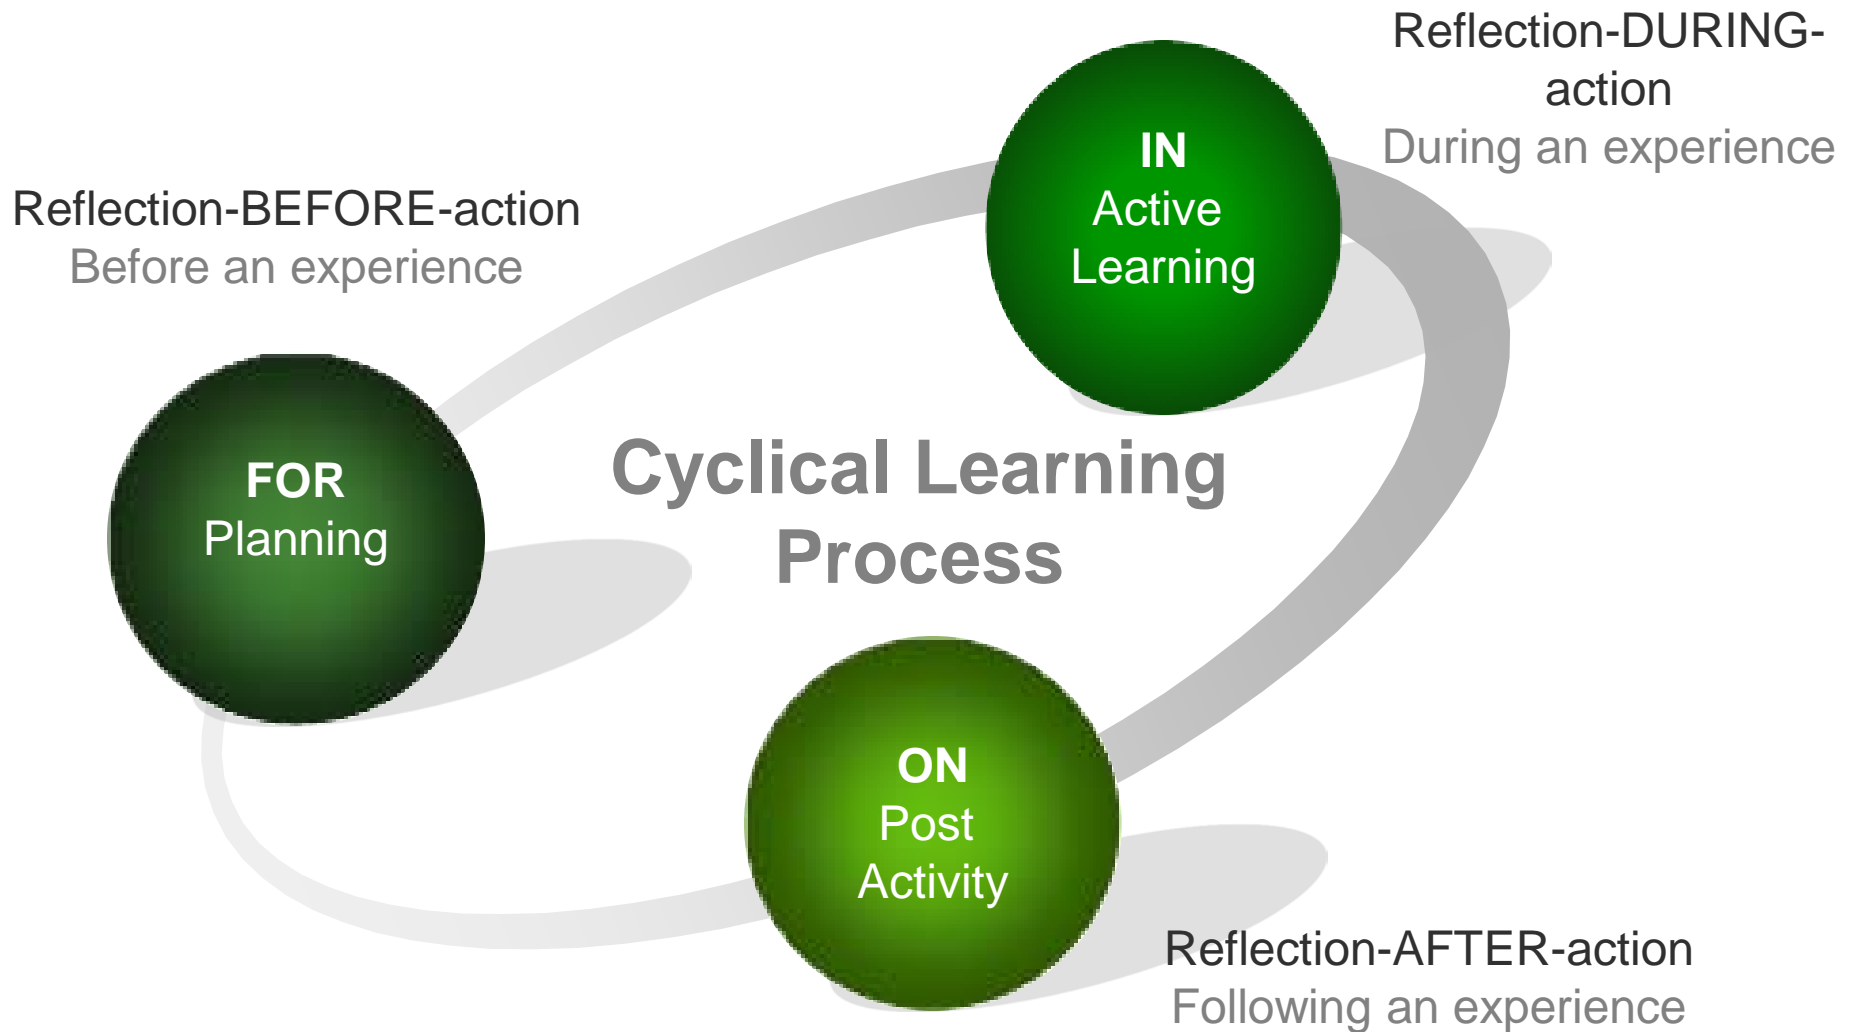 Reflection-DURING-
action
During an experience
IN
Active
Learning
Reflection-BEFORE-action
Before an experience
FOR
Planning
Cyclical Learning
Process
ON
Post
Activity
Reflection-AFTER-action
Following an experience